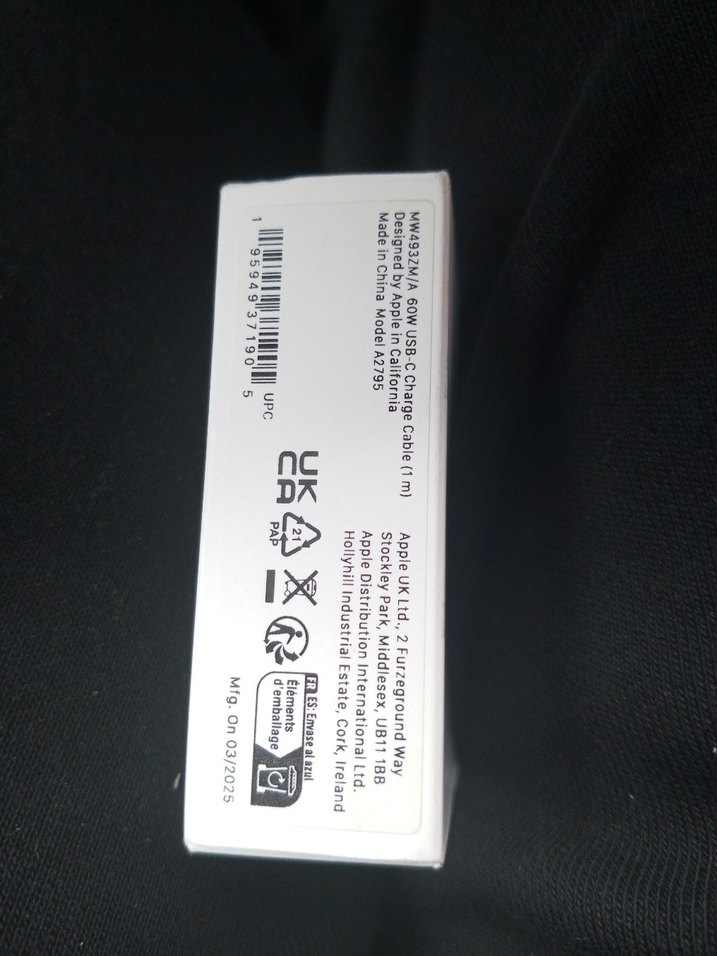 MW493ZM/A 60W USB-C Charge Cable (1 m)
Designed by Apple in California
Made in China Model A2795
1 95949 37190 5
UPC
Apple UK Ltd., 2 Furzeground Way
Stockley Park, Middlesex, UB11 1BB
Apple Distribution International Ltd.
Hollyhill Industrial Estate, Cork, Ireland
UK
CA
21
PAP
FR ES: Envase al azul
Éléments
d'emballage
Mfg. On 03/2025